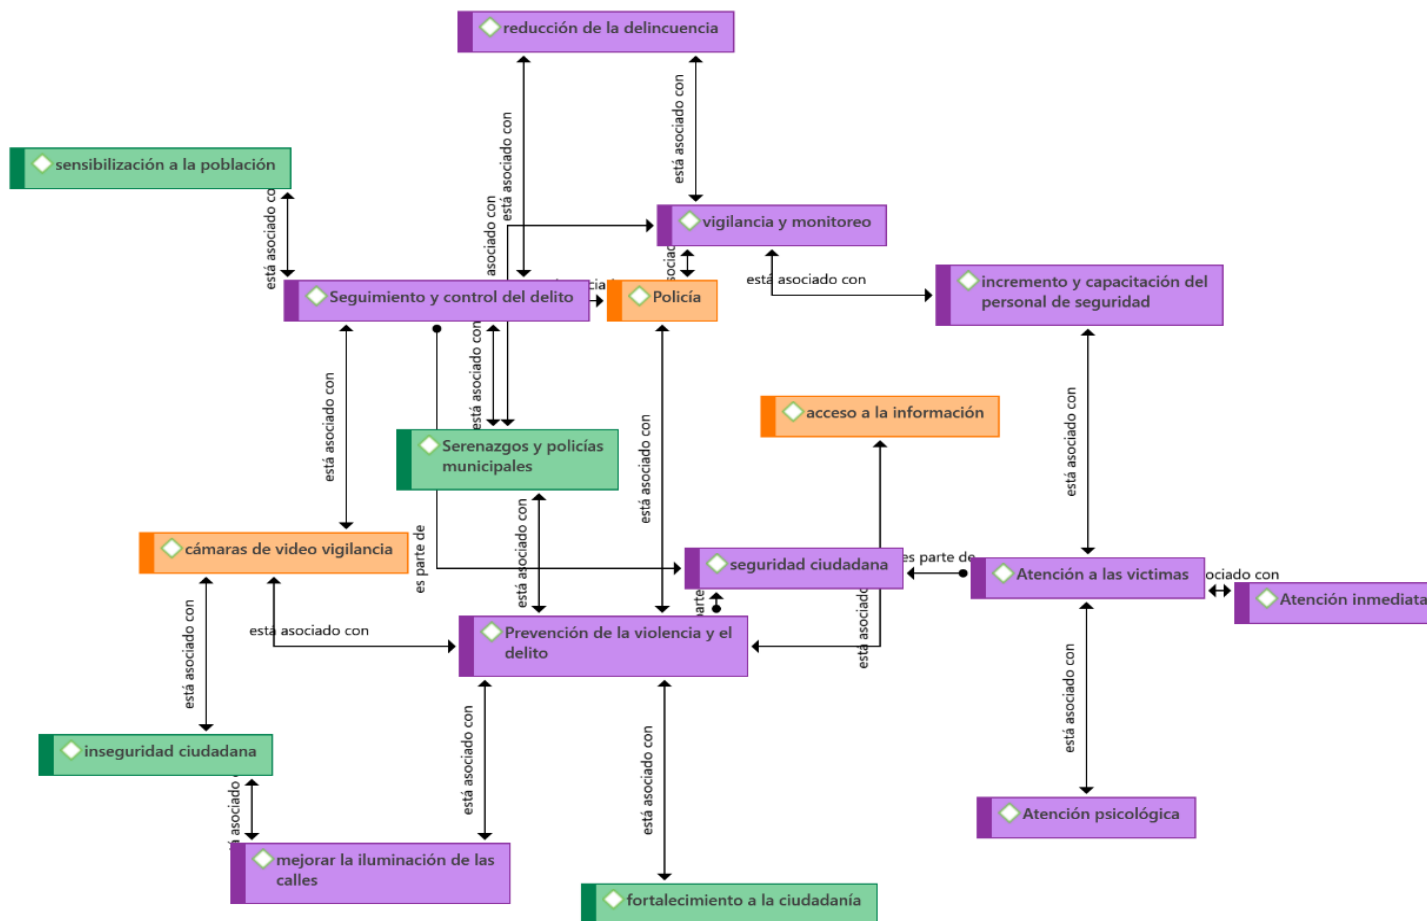 reducción de la delincuencia
está asociado con
está asociado con
está asociado con
sensibilización a la población
asociado con
vigilancia y monitoreo
está asociado con
incremento y capacitación del
personal de seguridad
Seguimiento y control del delito
Policía
está asociado con
está asociado con
está asociado con
acceso a la información
está asociado con
está asociado con
Serenazgos y policías
municipales
está asociado con
es parte de
cámaras de video vigilancia
seguridad ciudadana
es parte de
Atención a las victimas
Atención inmediata
Prevención de la violencia y el
delito
está asociado con
está asociado con
está asociado con
está asociado con
está asociado con
inseguridad ciudadana
Atención psicológica
mejorar la iluminación de las
calles
fortalecimiento a la ciudadanía